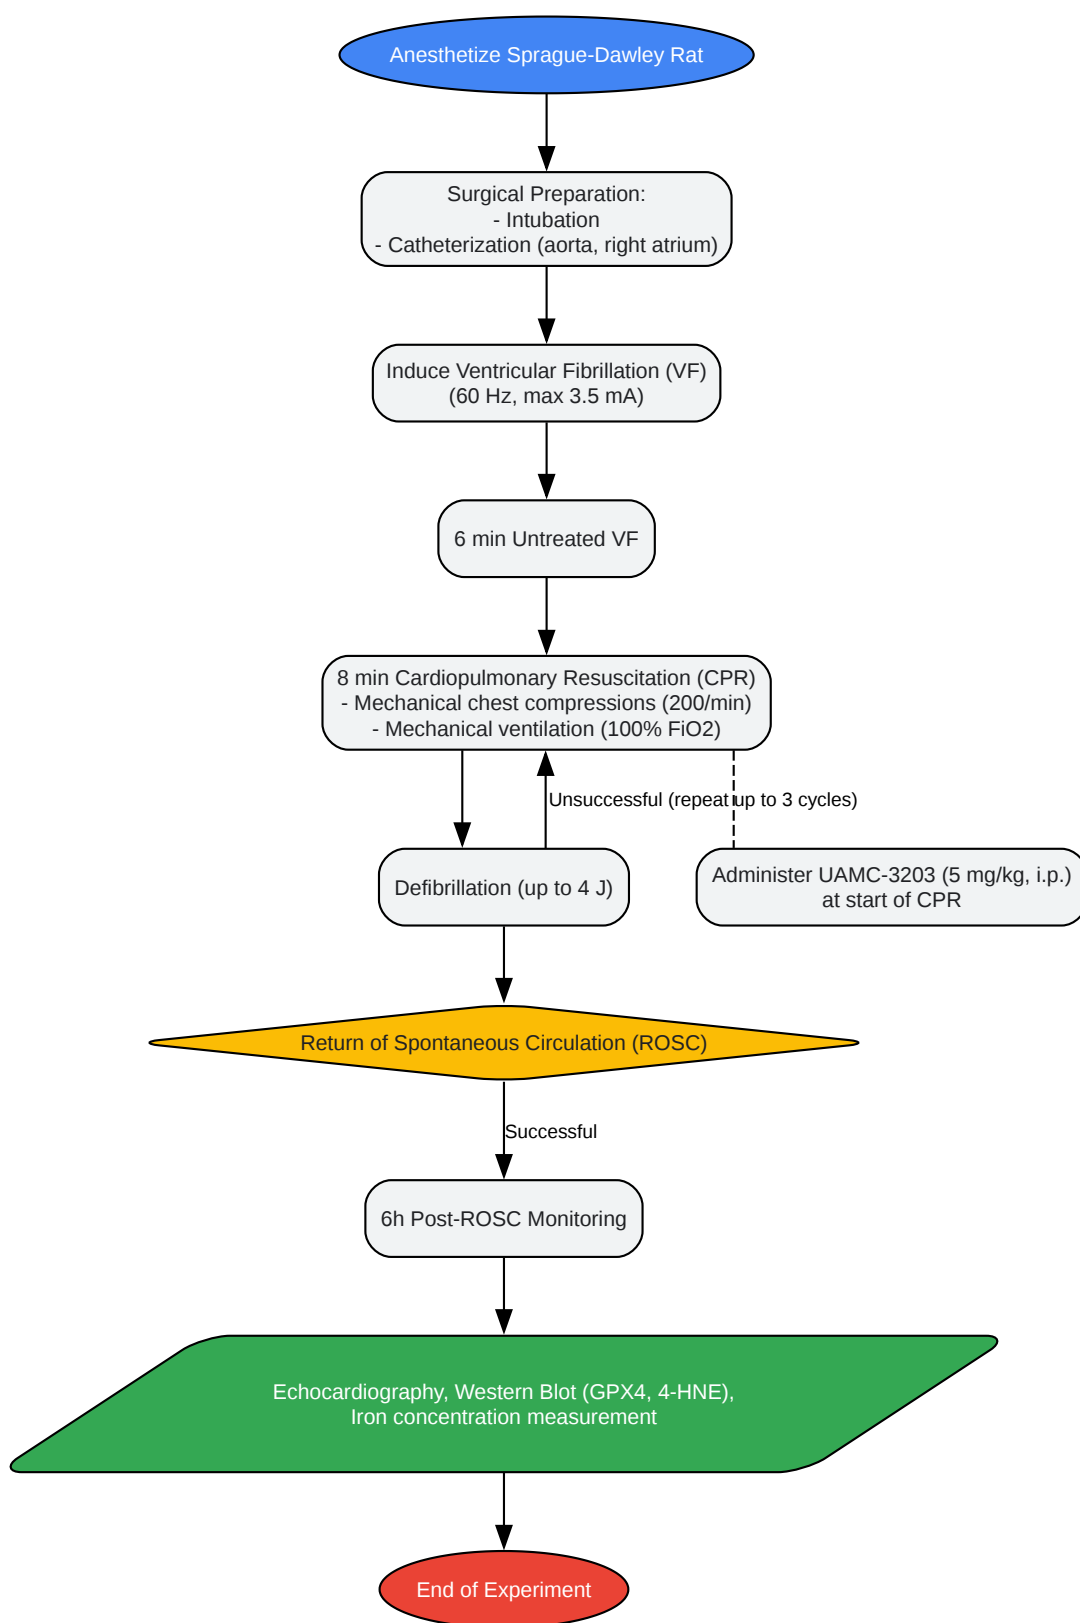 Anesthetize Sprague-Dawley Rat
Surgical Preparation:
- Intubation
- Catheterization (aorta, right atrium)
Induce Ventricular Fibrillation (VF)
(60 Hz, max 3.5 mA)
6 min Untreated VF
8 min Cardiopulmonary Resuscitation (CPR)
- Mechanical chest compressions (200/min)
- Mechanical ventilation (100% FiO2)
Unsuccessful (repeat up to 3 cycles)
Defibrillation (up to 4 J)
Administer UAMC-3203 (5 mg/kg, i.p.)
at start of CPR
Return of Spontaneous Circulation (ROSC)
Successful
6h Post-ROSC Monitoring
Echocardiography, Western Blot (GPX4, 4-HNE),
Iron concentration measurement
End of Experiment